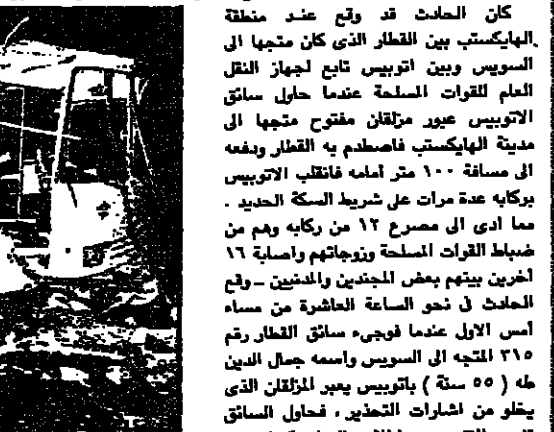 كان الحادث قد وقع عند منطقة
الهايكستب بين القطار الذى كان متجها الى
السويس وبين اتوبيس تابع لجهاز النقل
العام للقوات المسلحة عندما حاول سائق
الاتوبيس عبور مزلقان مفتوح متجها الى
مدينة الهايكستب فاصطدم به القطار ودفعه
الى مسافة ١٠٠ متر امامه فانقلب الاتوبيس
بركابه عدة مرات على شريط السكة الحديد .
مما ادى الى مصرع ١٢ من ركابه وهم من
ضباط القوات المسلحة وزوجاتهم واصابة ١٦
آخرين بينهم بعض المجندين والمدنيين ـ وقع
الحادث فى نحو الساعة العاشرة من مساء
أمس الاول عندما فوجىء سائق القطار رقم
٣١٥ المتجه الى السويس واسمه جمال الدين
طه ( ٥٥ سنة ) باتوبيس يعبر المزلقان الذى
يخلو من اشارات التحذير . فحاول السائق